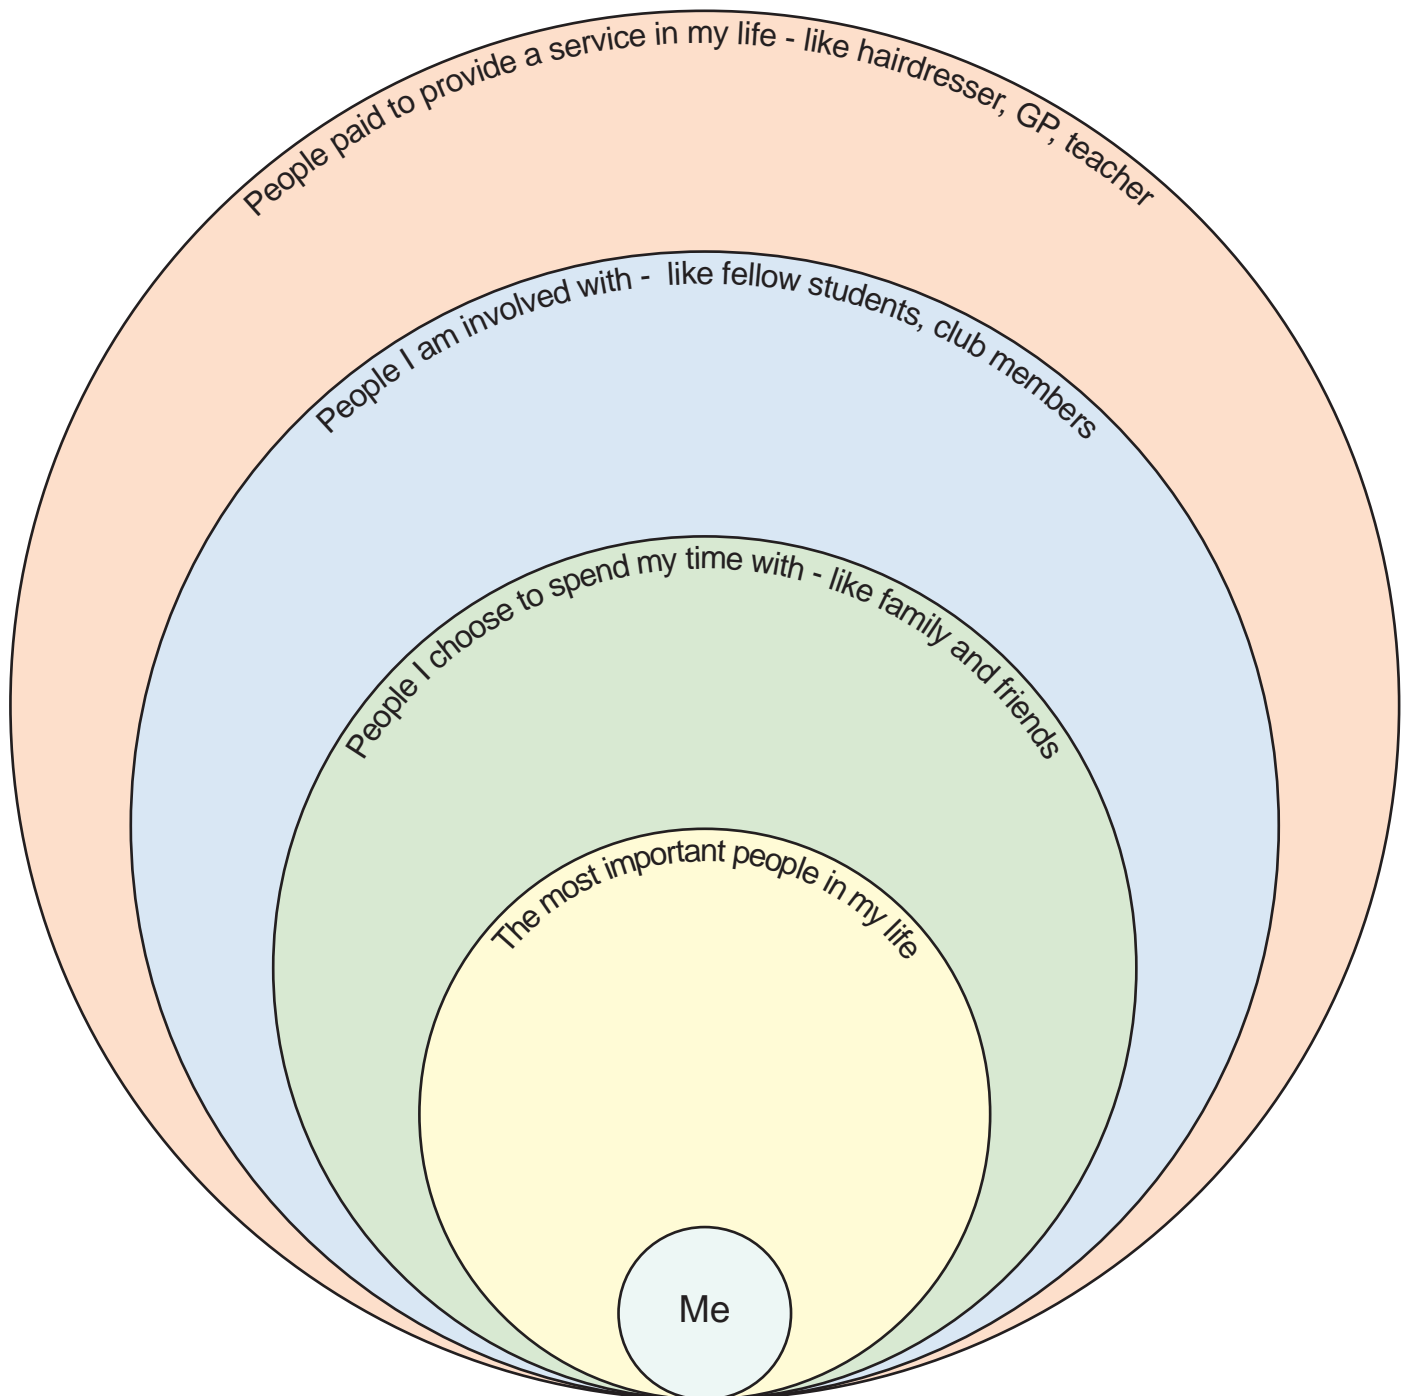 People paid to provide a service in my life - like hairdresser, GP, teacher
People I am involved with -  like fellow students, club members
People I choose to spend my time with - like family and friends
The most important people in my life
Me